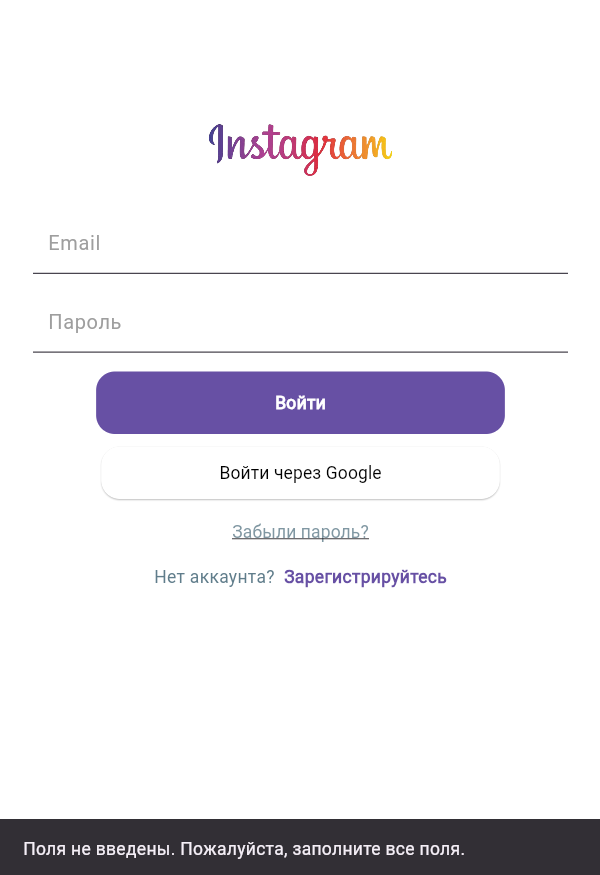 Instagram
Email
Пароль
Войти
Войти через Google
Забыли пароль?
Нет аккаунта? Зарегистрируйтесь
Поля не введены. Пожалуйста, заполните все поля.